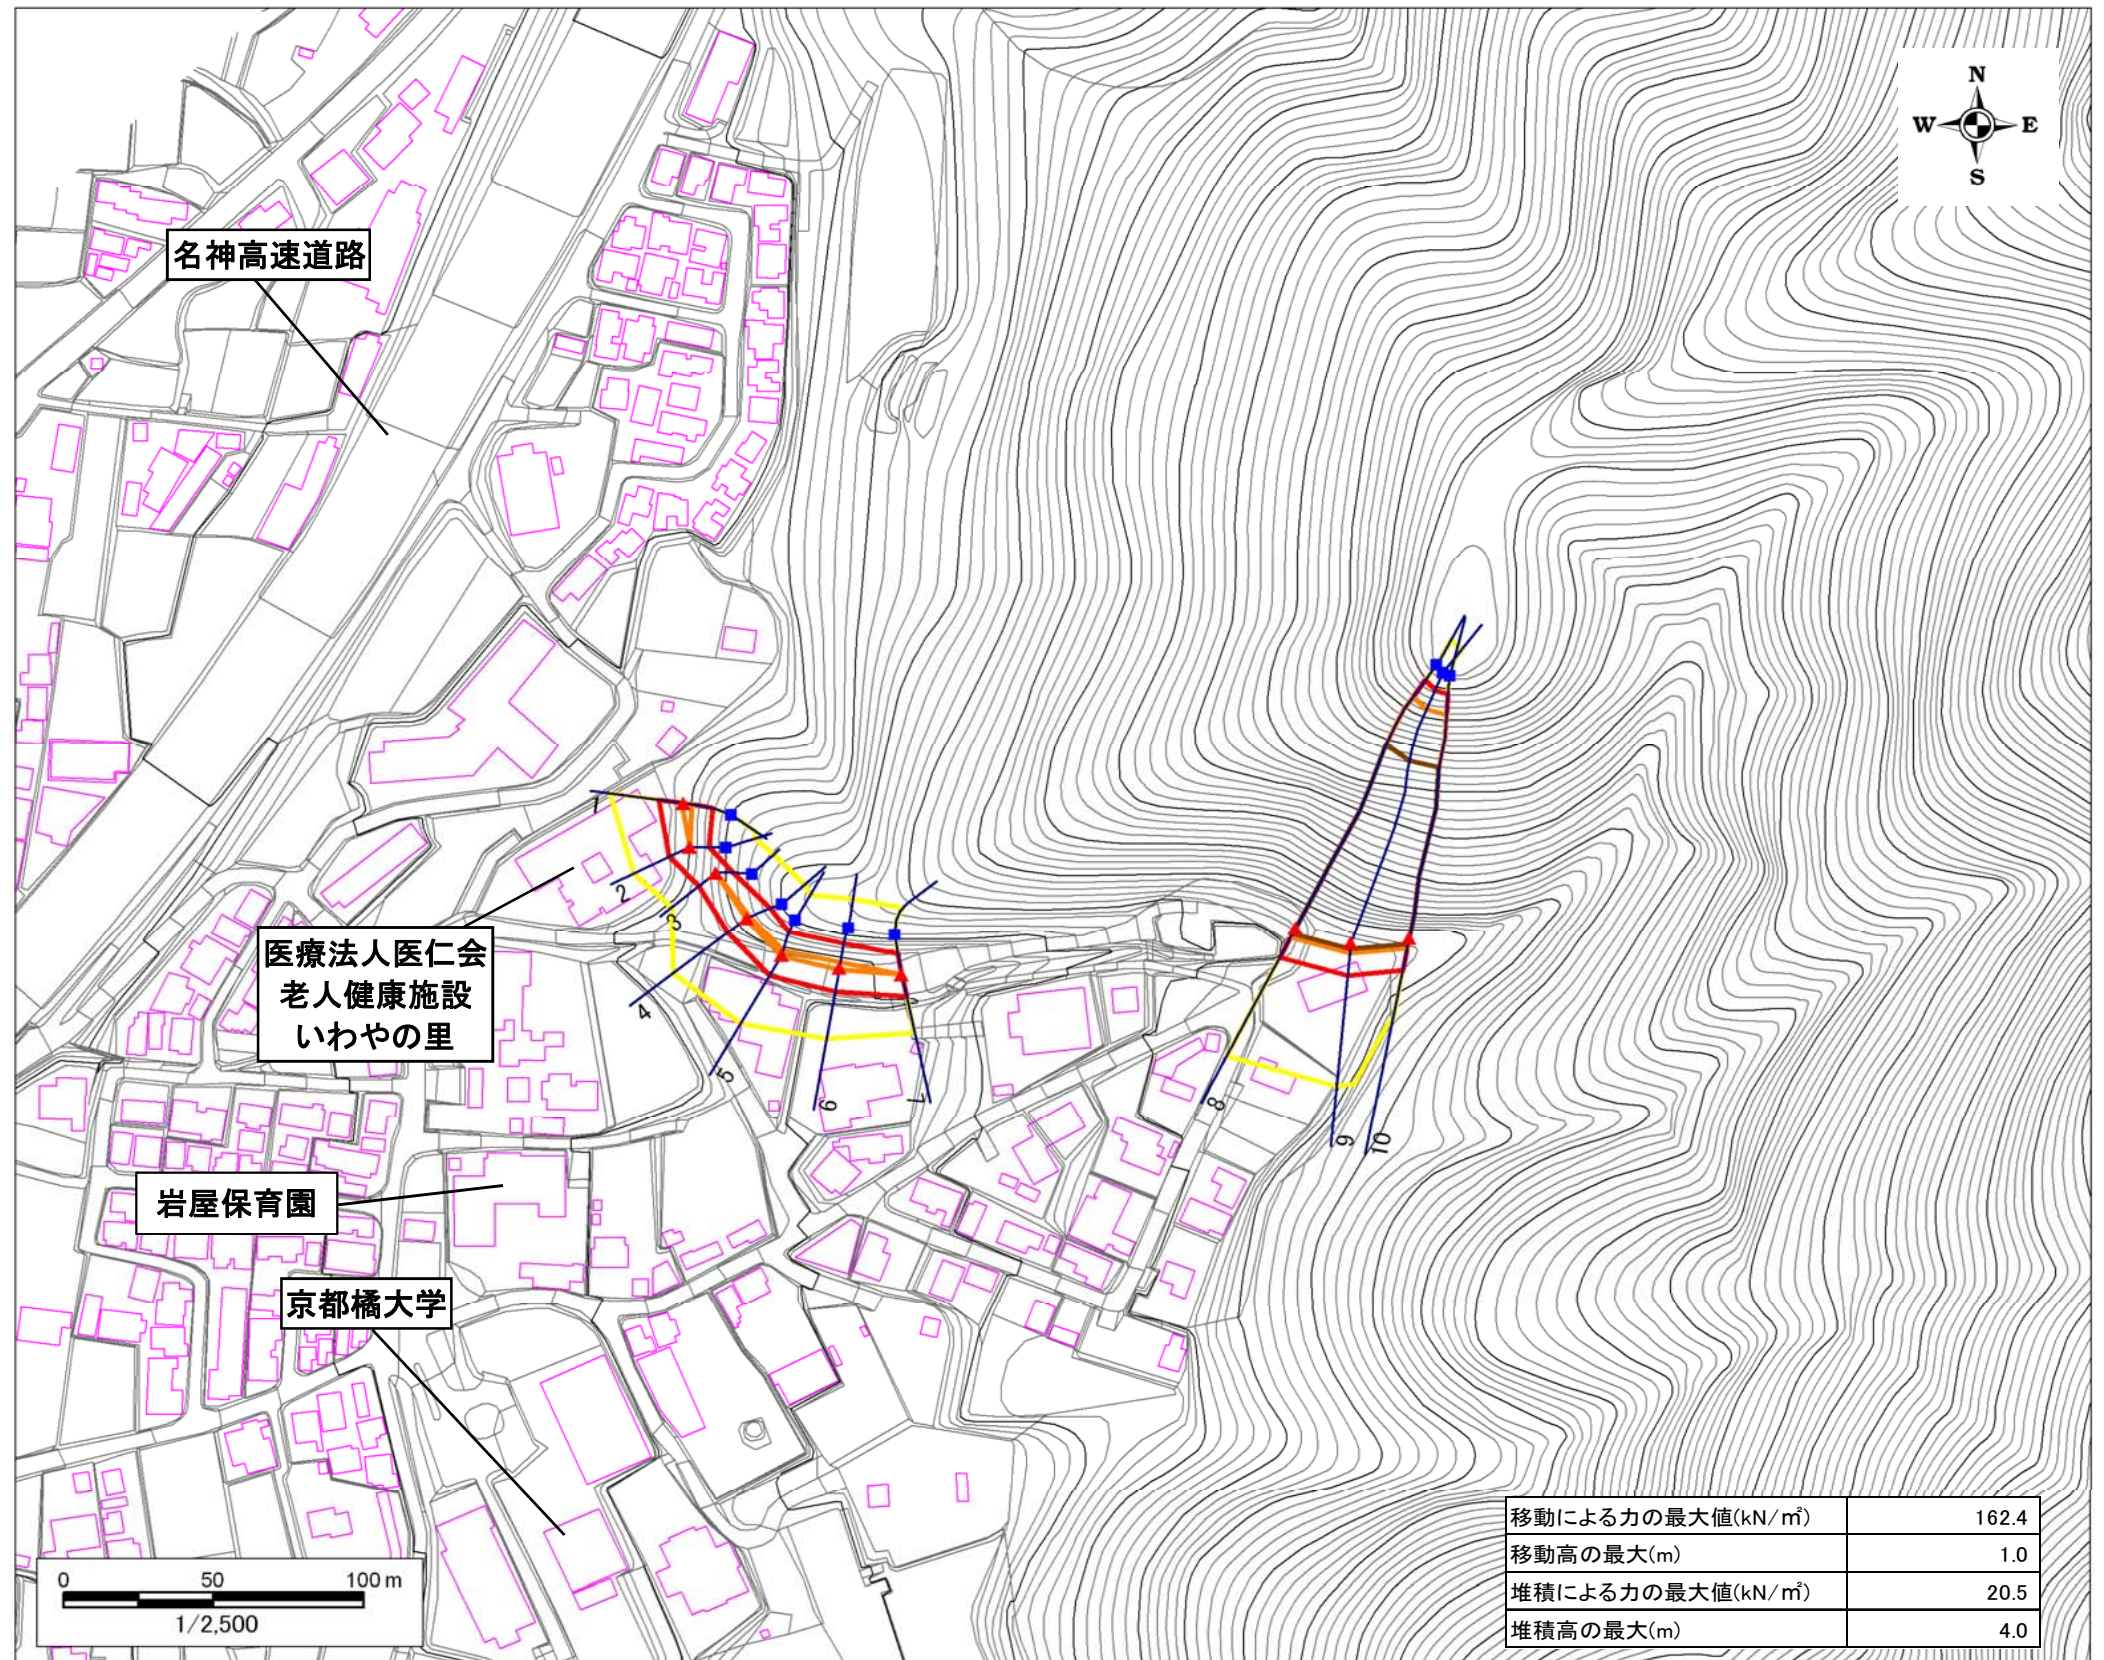 N
W E
S
名神高速道路
1
2
3
4
5
6
7
8
9
10
医療法人医仁会
老人健康施設
いわやの里
岩屋保育園
京都橘大学
移動による力の最大値(kN/㎡) 162.4
移動高の最大(m) 1.0
堆積による力の最大値(kN/㎡) 20.5
堆積高の最大(m) 4.0
0 50 100 m
1/2,500